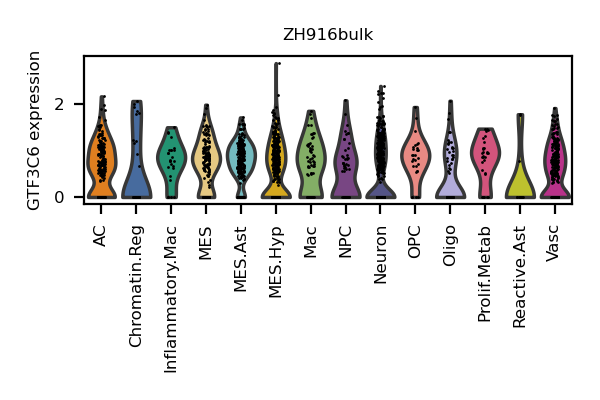 ZH916bulk
GTF3C6 expression
2
0
AC
Chromatin.Reg
Inflammatory.Mac
MES
MES.Ast
MES.Hyp
Mac
NPC
Neuron
OPC
Oligo
Prolif.Metab
Reactive.Ast
Vasc